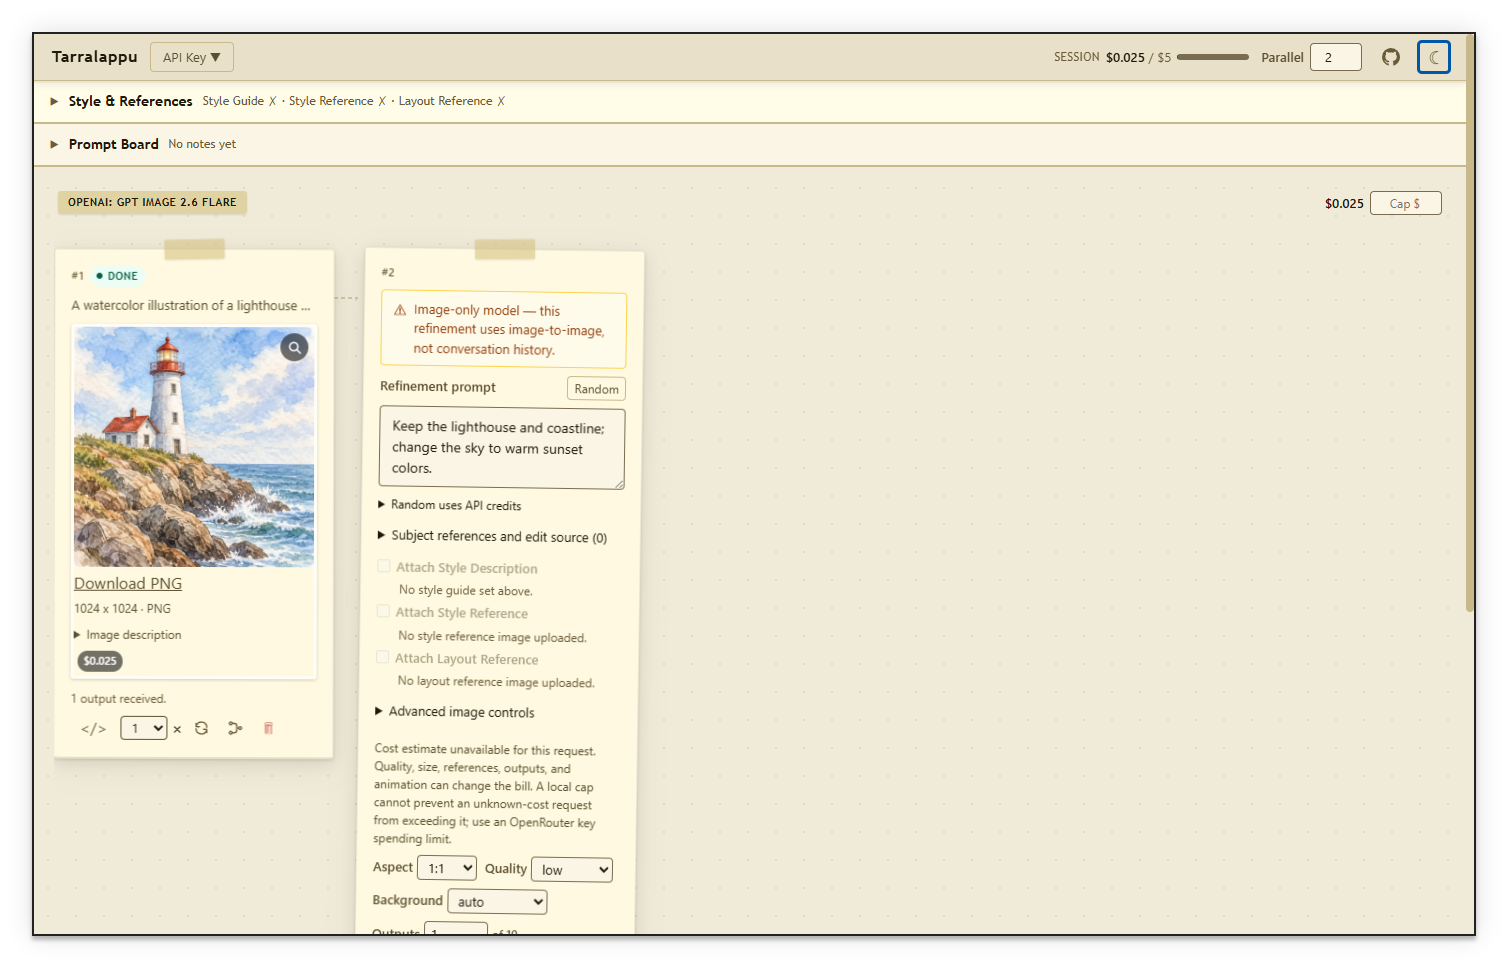 Tarralappu API Key ▼ SESSION $0.025 / $5 Parallel 2
▶ Style & References Style Guide ✗ · Style Reference ✗ · Layout Reference ✗
▶ Prompt Board No notes yet
OPENAI: GPT IMAGE 2.6 FLARE $0.025 Cap $
#1 ● DONE
A watercolor illustration of a lighthouse ...
Download PNG
1024 x 1024 · PNG
▶ Image description
$0.025
1 output received.
</> 1 ×
#2
⚠ Image-only model — this
refinement uses image-to-image,
not conversation history.
Refinement prompt Random
Keep the lighthouse and coastline;
change the sky to warm sunset
colors.
▶ Random uses API credits
▶ Subject references and edit source (0)
Attach Style Description
No style guide set above.
Attach Style Reference
No style reference image uploaded.
Attach Layout Reference
No layout reference image uploaded.
▶ Advanced image controls
Cost estimate unavailable for this request.
Quality, size, references, outputs, and
animation can change the bill. A local cap
cannot prevent an unknown-cost request
from exceeding it; use an OpenRouter key
spending limit.
Aspect 1:1 Quality low
Background auto
Outputs 1 of 10